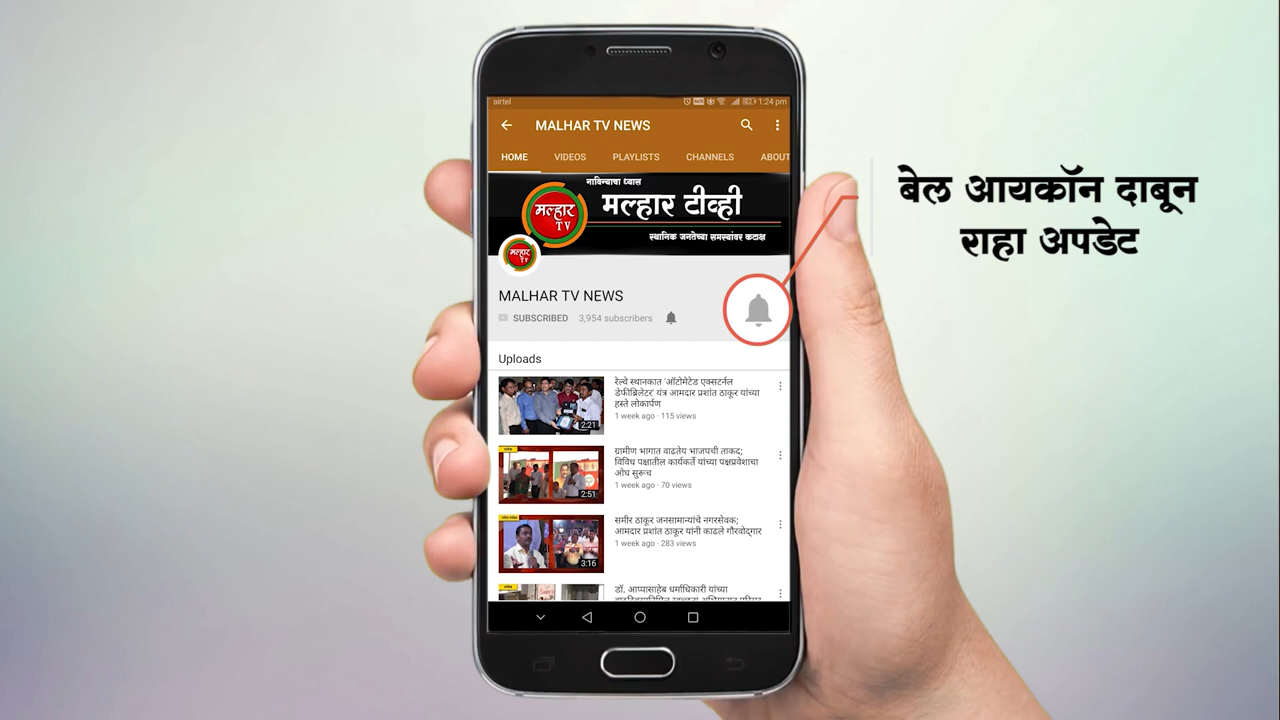 airtel 1:24 pm
MALHAR TV NEWS
HOME VIDEOS PLAYLISTS CHANNELS ABOUT
नाविन्याचा ध्यास
मल्हार टीव्ही
स्थानिक जनतेच्या समस्यांवर कटाक्ष
मल्हार
TV
मल्हार
TV
MALHAR TV NEWS
SUBSCRIBED 3,954 subscribers
Uploads
रेल्वे स्थानकात 'ऑटोमेटेड एक्सटर्नल
डेफीब्रिलेटर' यंत्र आमदार प्रशांत ठाकूर यांच्या
हस्ते लोकार्पण
1 week ago · 115 views
2:21
ग्रामीण भागात वाढतेय भाजपची ताकद;
विविध पक्षातील कार्यकर्ते यांच्या पक्षप्रवेशाचा
ओघ सुरूच
1 week ago · 70 views
2:51
समीर ठाकूर जनसामान्यांचे नगरसेवक;
आमदार प्रशांत ठाकूर यांनी काढले गौरवोद्गार
1 week ago · 283 views
3:16
डॉ. आप्पासाहेब धर्माधिकारी यांच्या
बेल आयकॉन दाबून
राहा अपडेट